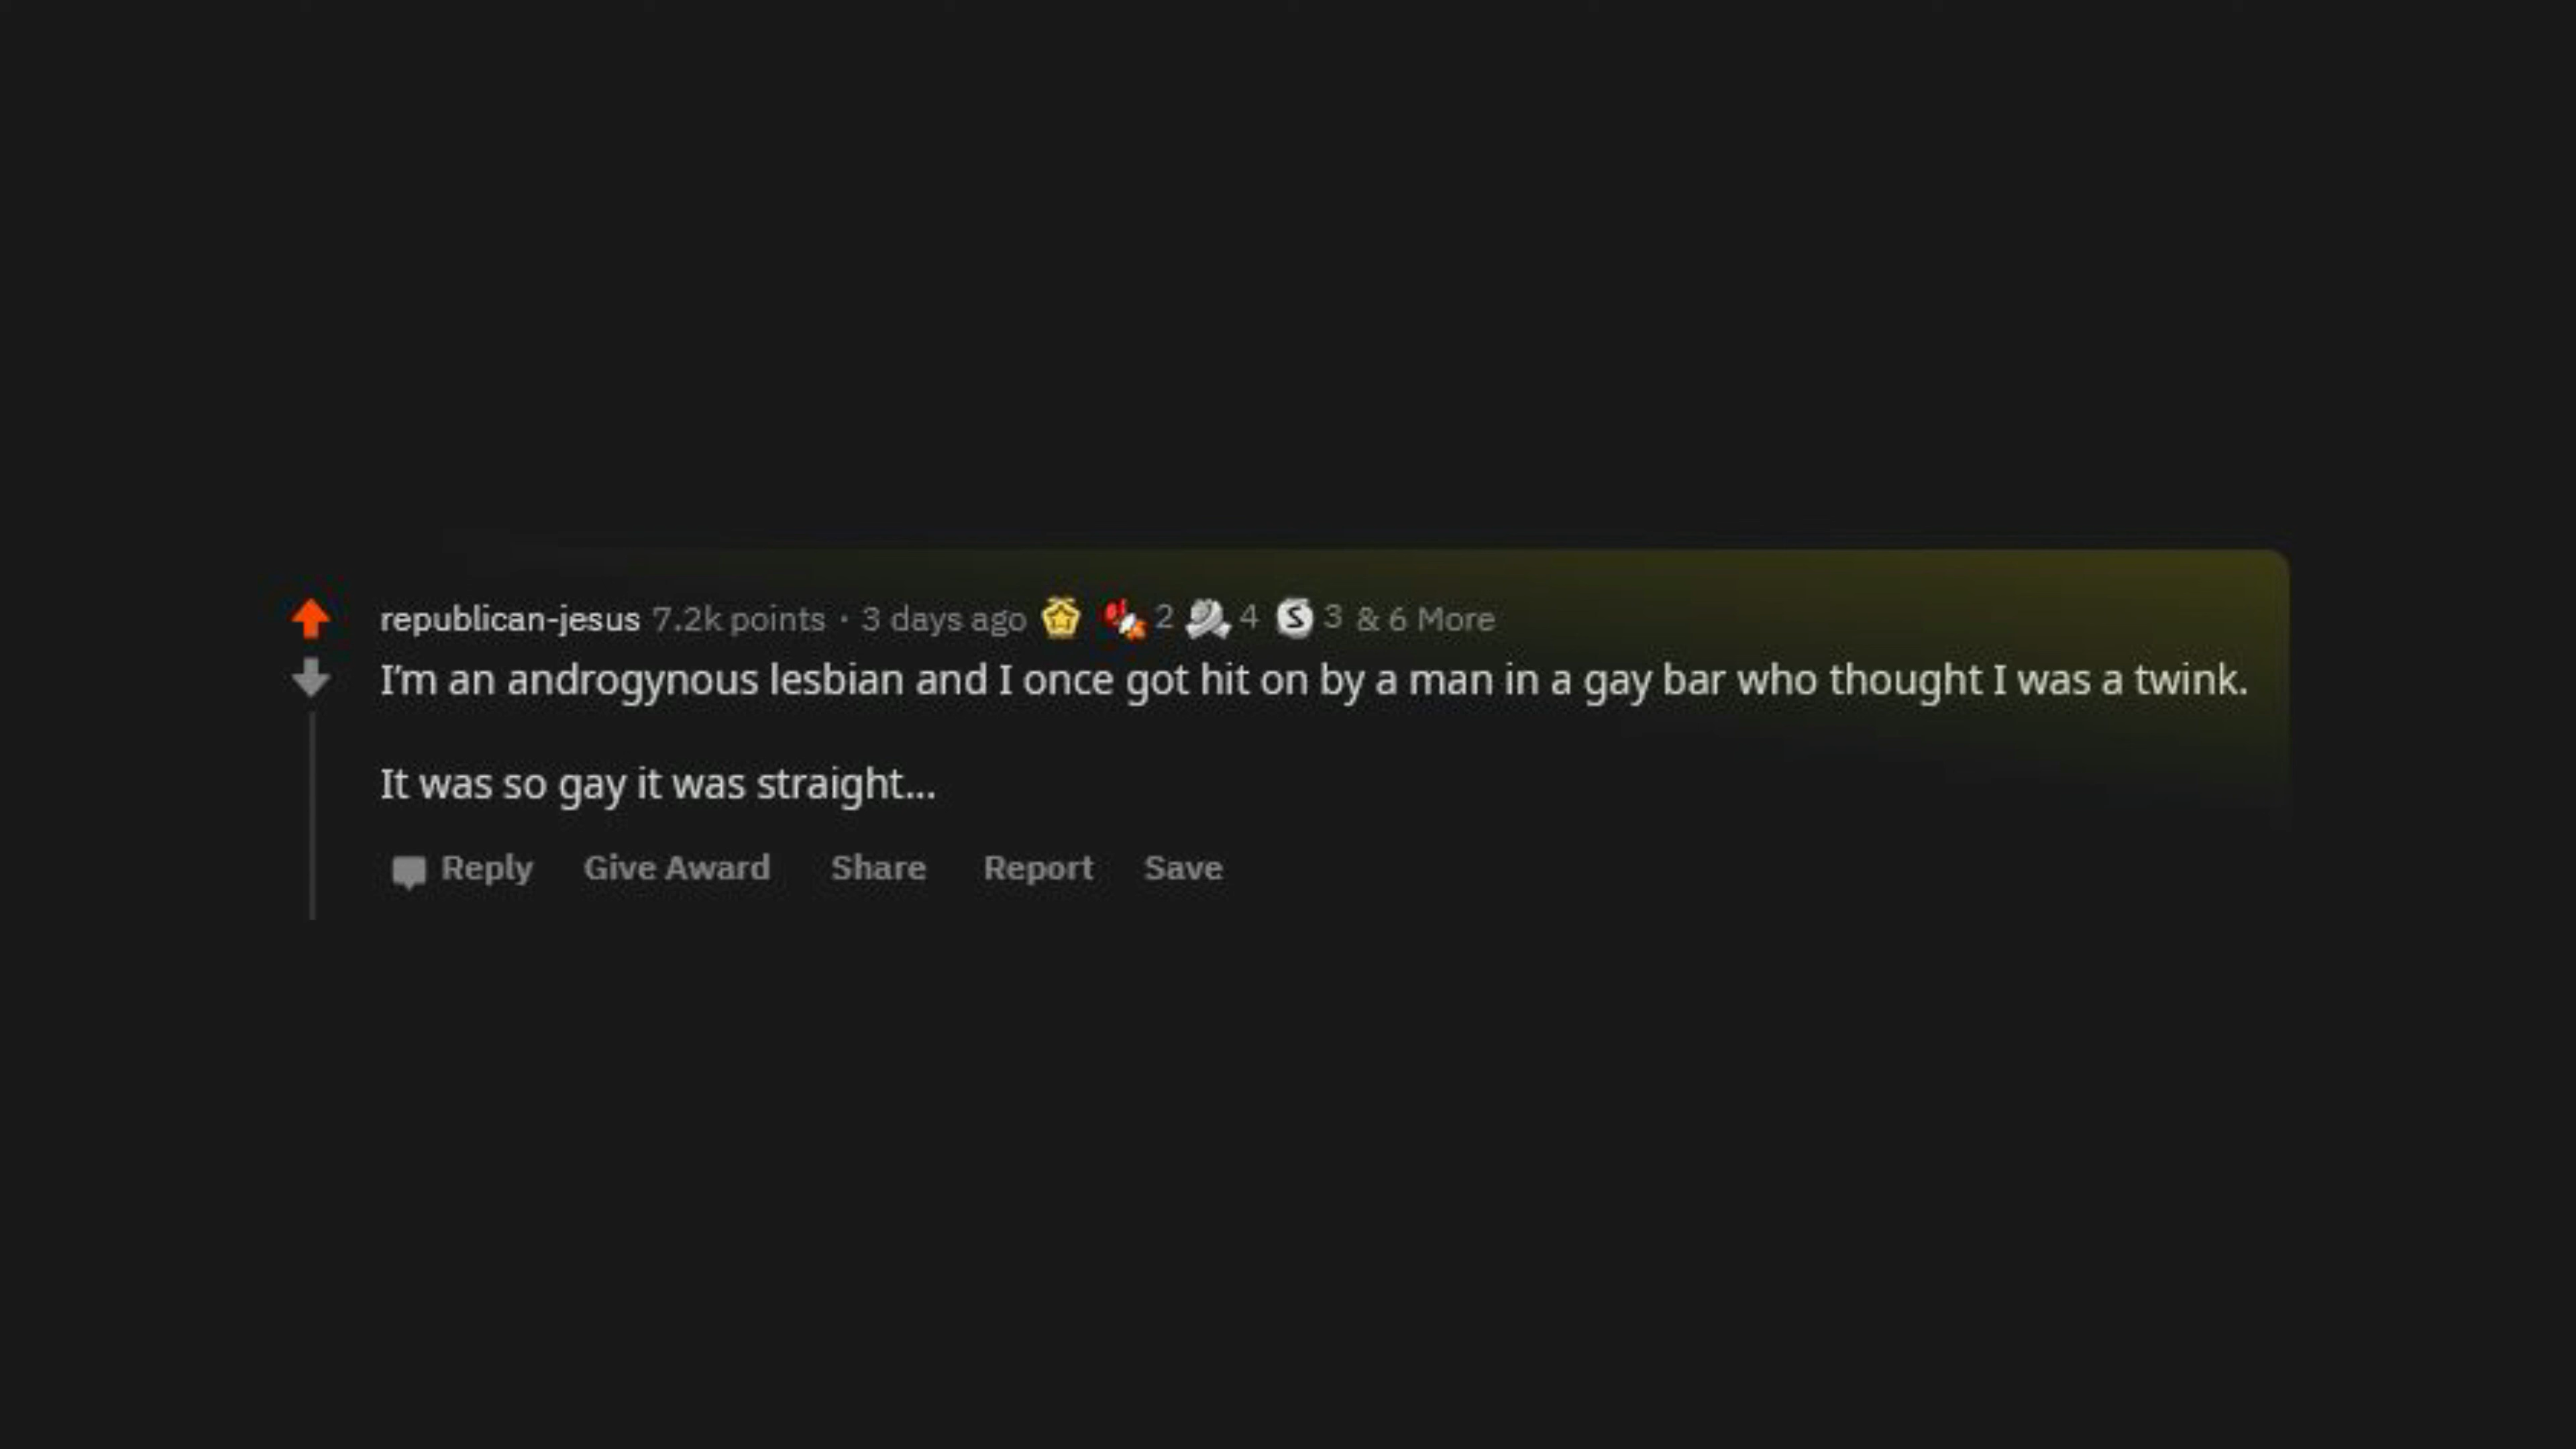 republican-jesus 7.2k points · 3 days ago 2 4 S 3 & 6 More
I'm an androgynous lesbian and I once got hit on by a man in a gay bar who thought I was a twink.
It was so gay it was straight...
Reply Give Award Share Report Save